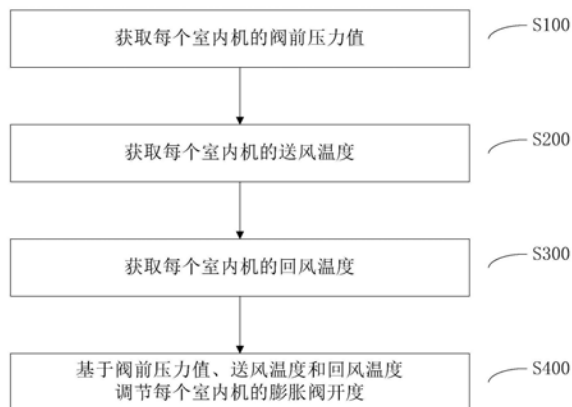 获取每个室内机的阀前压力值
S100
获取每个室内机的送风温度
S200
获取每个室内机的回风温度
S300
基于阀前压力值、送风温度和回风温度
调节每个室内机的膨胀阀开度
S400